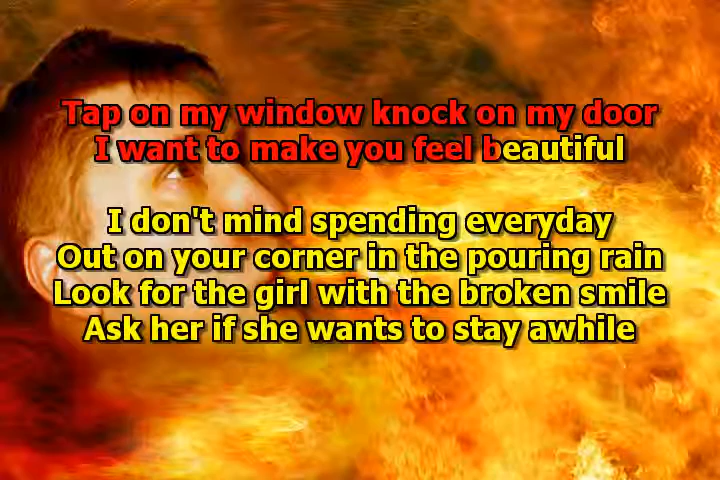 Tap on my window knock on my door
I want to make you feel beautiful
I don't mind spending everyday
Out on your corner in the pouring rain
Look for the girl with the broken smile
Ask her if she wants to stay awhile